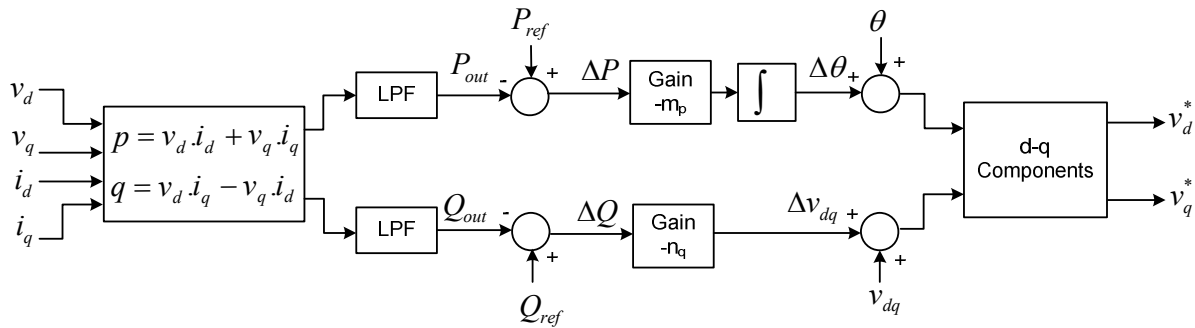 v_d
v_q
i_d
i_q
p = v_d.i_d + v_q.i_q
q = v_d.i_q − v_q.i_d
LPF
P_out
-
P_ref
+
ΔP
Gain
-m_p
∫
Δθ
+
θ
+
LPF
Q_out
-
+
Q_ref
ΔQ
Gain
-n_q
Δv_dq
+
+
v_dq
d-q
Components
v_d^*
v_q^*